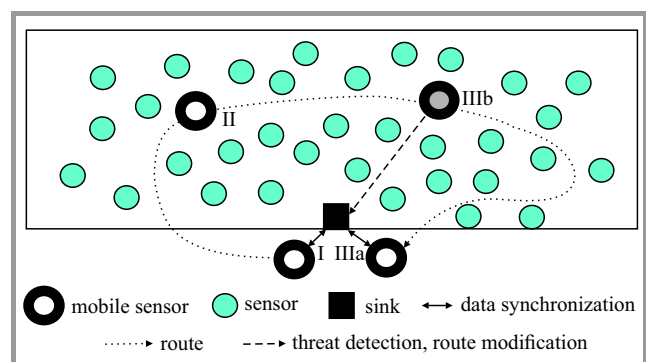 II
IIIb
I IIIa
mobile sensor sensor sink data synchronization
route threat detection, route modification